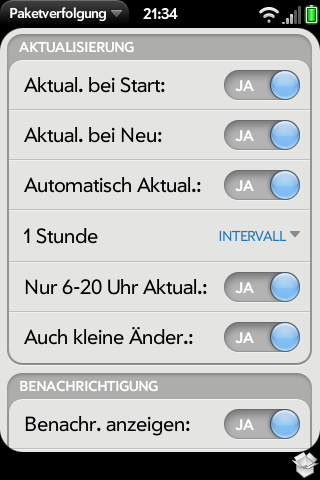 Paketverfolgung 21:34
AKTUALISIERUNG
Aktual. bei Start: JA
Aktual. bei Neu: JA
Automatisch Aktual.: JA
1 Stunde INTERVALL
Nur 6-20 Uhr Aktual.: JA
Auch kleine Änder.: JA
BENACHRICHTIGUNG
Benachr. anzeigen: JA